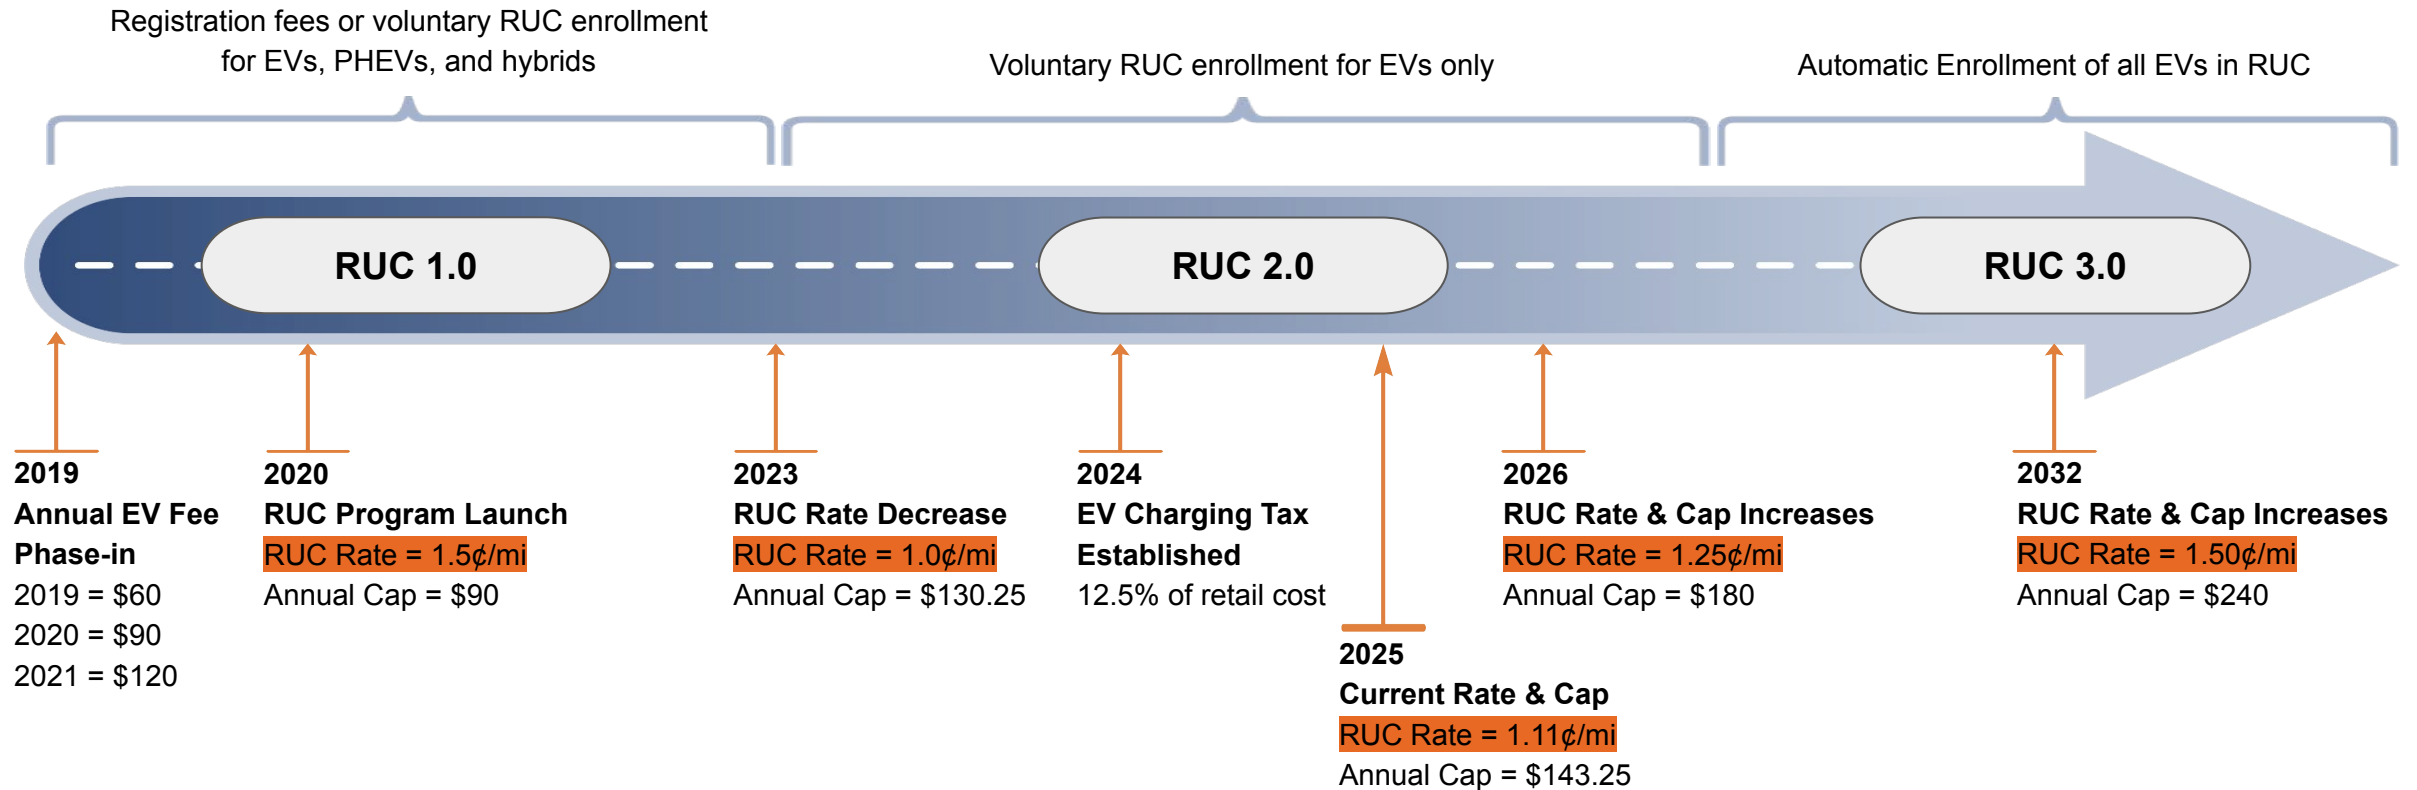 Registration fees or voluntary RUC enrollment
for EVs, PHEVs, and hybrids
Voluntary RUC enrollment for EVs only
Automatic Enrollment of all EVs in RUC
RUC 1.0
RUC 2.0
RUC 3.0
2019
Annual EV Fee
Phase-in
2019 = $60
2020 = $90
2021 = $120
2020
RUC Program Launch
RUC Rate = 1.5¢/mi
Annual Cap = $90
2023
RUC Rate Decrease
RUC Rate = 1.0¢/mi
Annual Cap = $130.25
2024
EV Charging Tax
Established
12.5% of retail cost
2025
Current Rate & Cap
RUC Rate = 1.11¢/mi
Annual Cap = $143.25
2026
RUC Rate & Cap Increases
RUC Rate = 1.25¢/mi
Annual Cap = $180
2032
RUC Rate & Cap Increases
RUC Rate = 1.50¢/mi
Annual Cap = $240